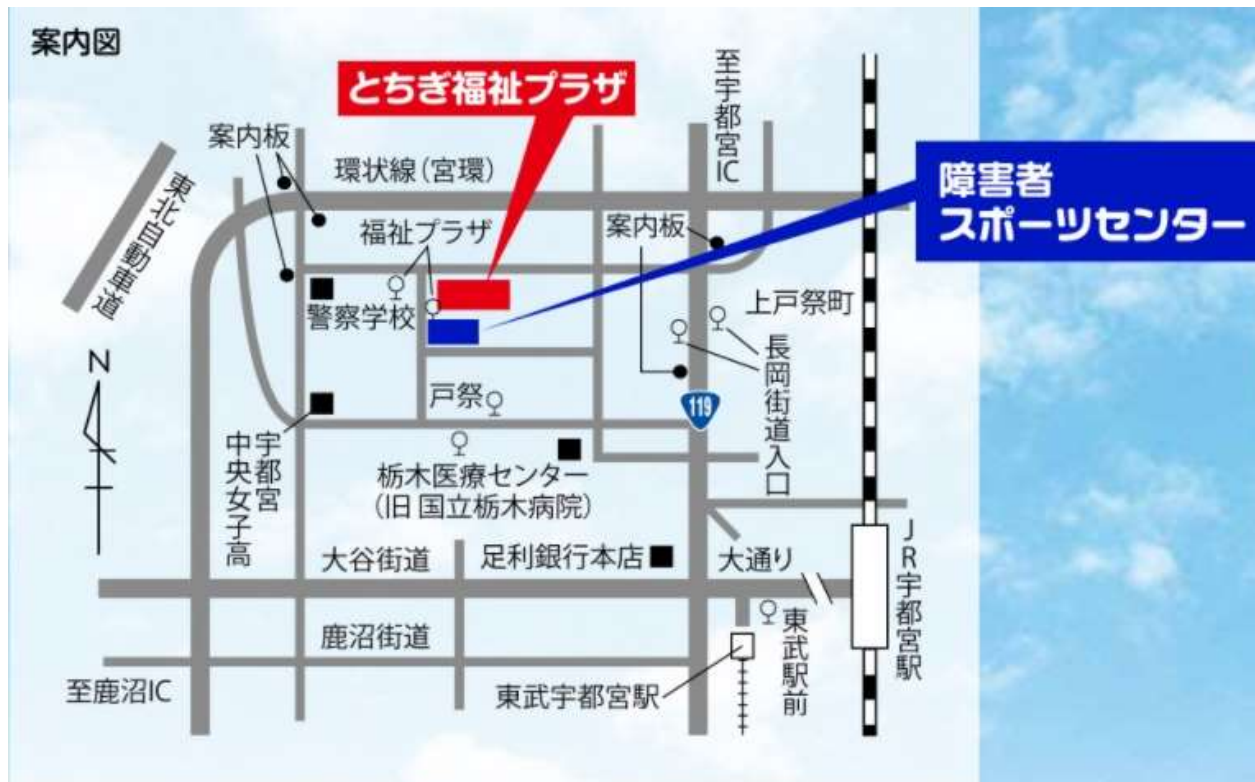 案内図
とちぎ福祉プラザ
至宇都宮IC
案内板
環状線(宮環)
障害者
スポーツセンター
東北自動車道
福祉プラザ
案内板
警察学校
上戸祭町
長岡街道入口
N
戸祭
119
宇都宮
中央女子高
栃木医療センター
(旧 国立栃木病院)
大谷街道
足利銀行本店
大通り
JR宇都宮駅
鹿沼街道
東武駅前
至鹿沼IC
東武宇都宮駅